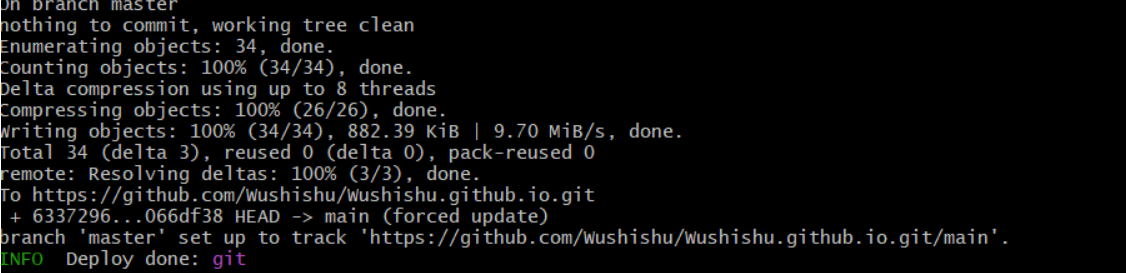 On branch master
nothing to commit, working tree clean
Enumerating objects: 34, done.
Counting objects: 100% (34/34), done.
Delta compression using up to 8 threads
Compressing objects: 100% (26/26), done.
Writing objects: 100% (34/34), 882.39 KiB | 9.70 MiB/s, done.
Total 34 (delta 3), reused 0 (delta 0), pack-reused 0
remote: Resolving deltas: 100% (3/3), done.
To https://github.com/Wushishu/Wushishu.github.io.git
 + 6337296...066df38 HEAD -> main (forced update)
branch 'master' set up to track 'https://github.com/Wushishu/Wushishu.github.io.git/main'.
INFO  Deploy done: git